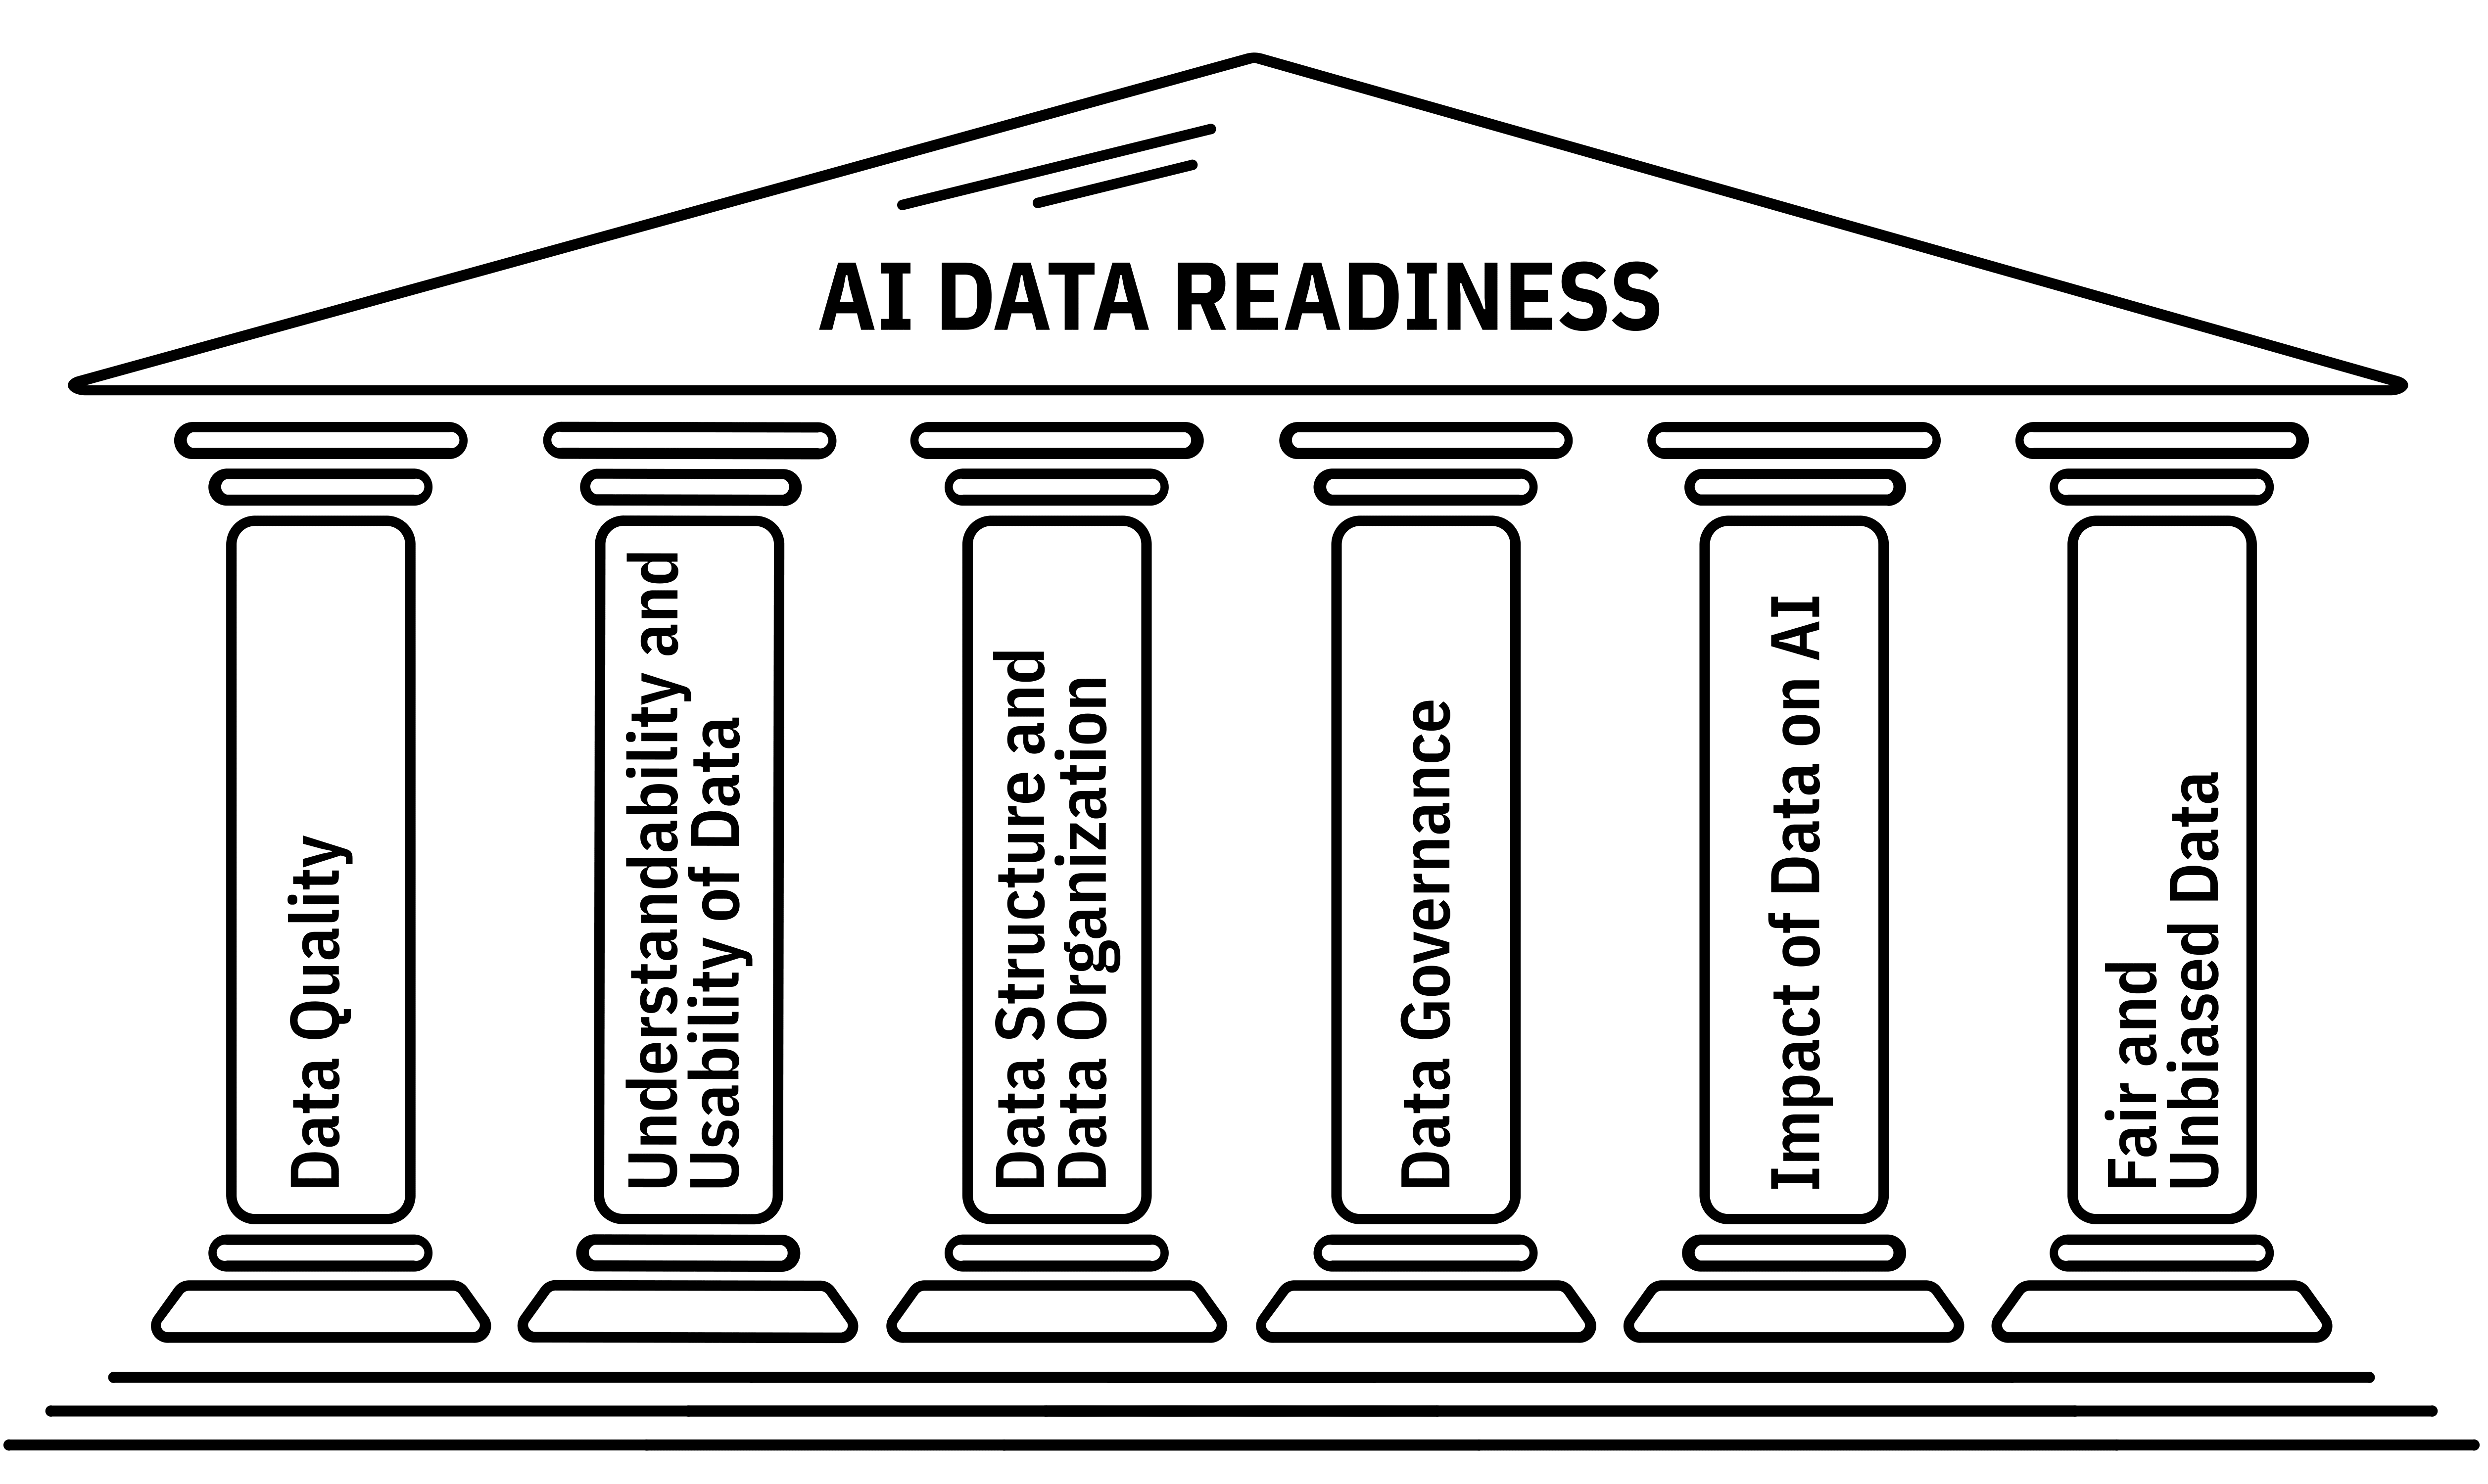 AI DATA READINESS
Data Quality
Understandability and
Usability of Data
Data Structure and
Data Organization
Data Governance
Impact of Data on AI
Fair and
Unbiased Data